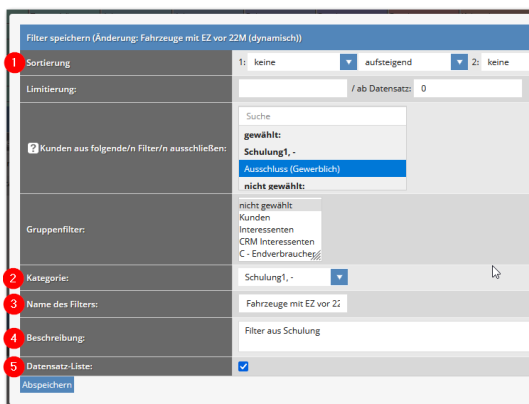 Filter speichern (Änderung: Fahrzeuge mit EZ vor 22M (dynamisch))
1 Sortierung 1: keine aufsteigend 2: keine
Limitierung: / ab Datensatz: 0
Suche
gewählt:
Schulung1, -
? Kunden aus folgende/n Filter/n ausschließen:
Ausschluss (Gewerblich)
nicht gewählt:
nicht gewählt
Kunden
Gruppenfilter: Interessenten
CRM Interessenten
C - Endverbraucher
2 Kategorie: Schulung1, -
3 Name des Filters: Fahrzeuge mit EZ vor 22
4 Beschreibung: Filter aus Schulung
5 Datensatz-Liste:
Abspeichern